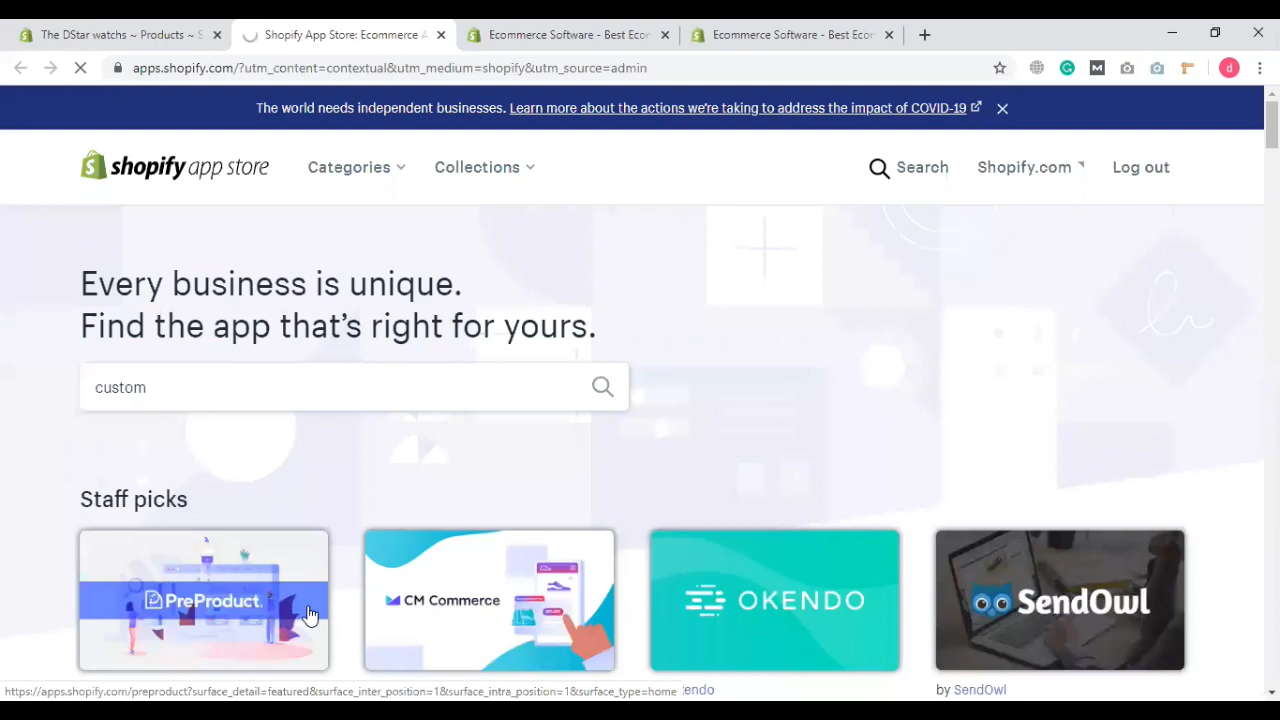 The DStar watchs ~ Products ~ S
Shopify App Store: Ecommerce A
Ecommerce Software - Best Ecom
Ecommerce Software - Best Ecom
apps.shopify.com/?utm_content=contextual&utm_medium=shopify&utm_source=admin
d
The world needs independent businesses. Learn more about the actions we're taking to address the impact of COVID-19
shopify app store
Categories
Collections
Search
Shopify.com
Log out
Every business is unique.
Find the app that's right for yours.
custom
Staff picks
PreProduct.
CM Commerce
OKENDO
SendOwl
https://apps.shopify.com/preproduct?surface_detail=featured&surface_inter_position=1&surface_intra_position=1&surface_type=home
endo
by SendOwl